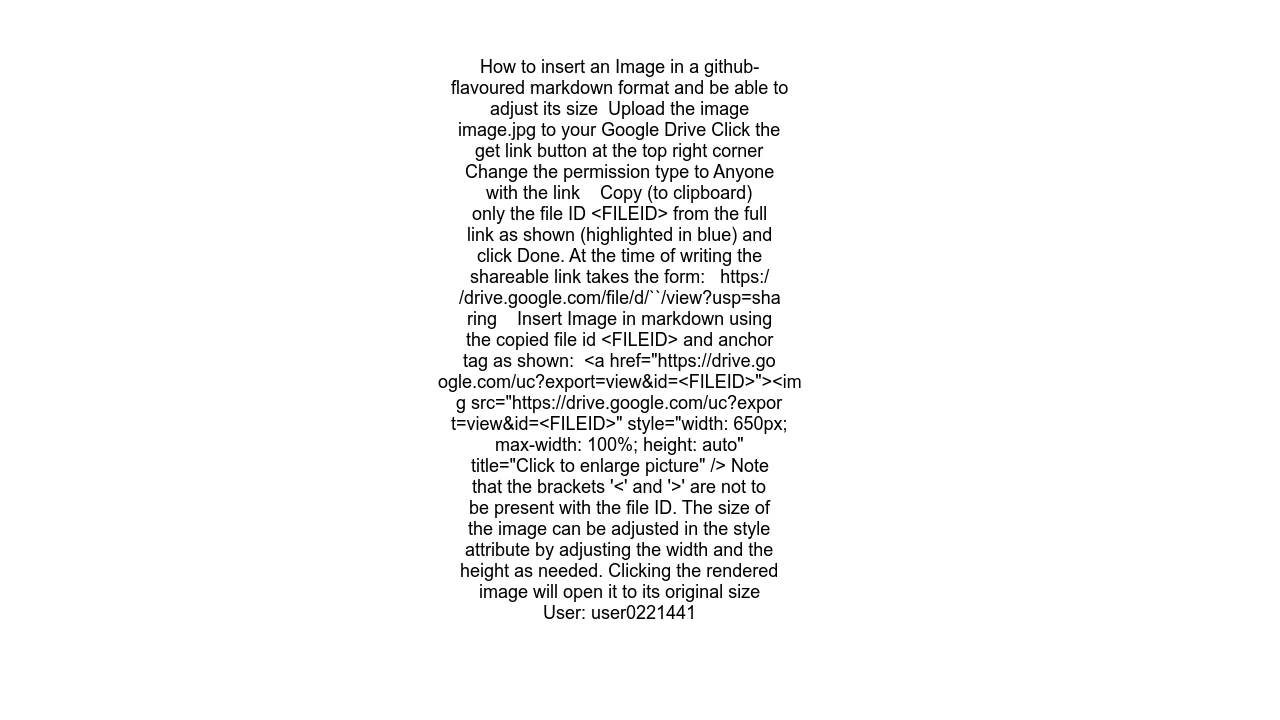 How to insert an Image in a github-
flavoured markdown format and be able to
adjust its size  Upload the image
image.jpg to your Google Drive Click the
get link button at the top right corner
Change the permission type to Anyone
with the link    Copy (to clipboard)
only the file ID <FILEID> from the full
link as shown (highlighted in blue) and
click Done. At the time of writing the
shareable link takes the form:   https:/
/drive.google.com/file/d/``/view?usp=sha
ring    Insert Image in markdown using
the copied file id <FILEID> and anchor
tag as shown:  <a href="https://drive.go
ogle.com/uc?export=view&id=<FILEID>"><im
g src="https://drive.google.com/uc?expor
t=view&id=<FILEID>" style="width: 650px;
max-width: 100%; height: auto"
title="Click to enlarge picture" /> Note
that the brackets '<' and '>' are not to
be present with the file ID. The size of
the image can be adjusted in the style
attribute by adjusting the width and the
height as needed. Clicking the rendered
image will open it to its original size
User: user0221441